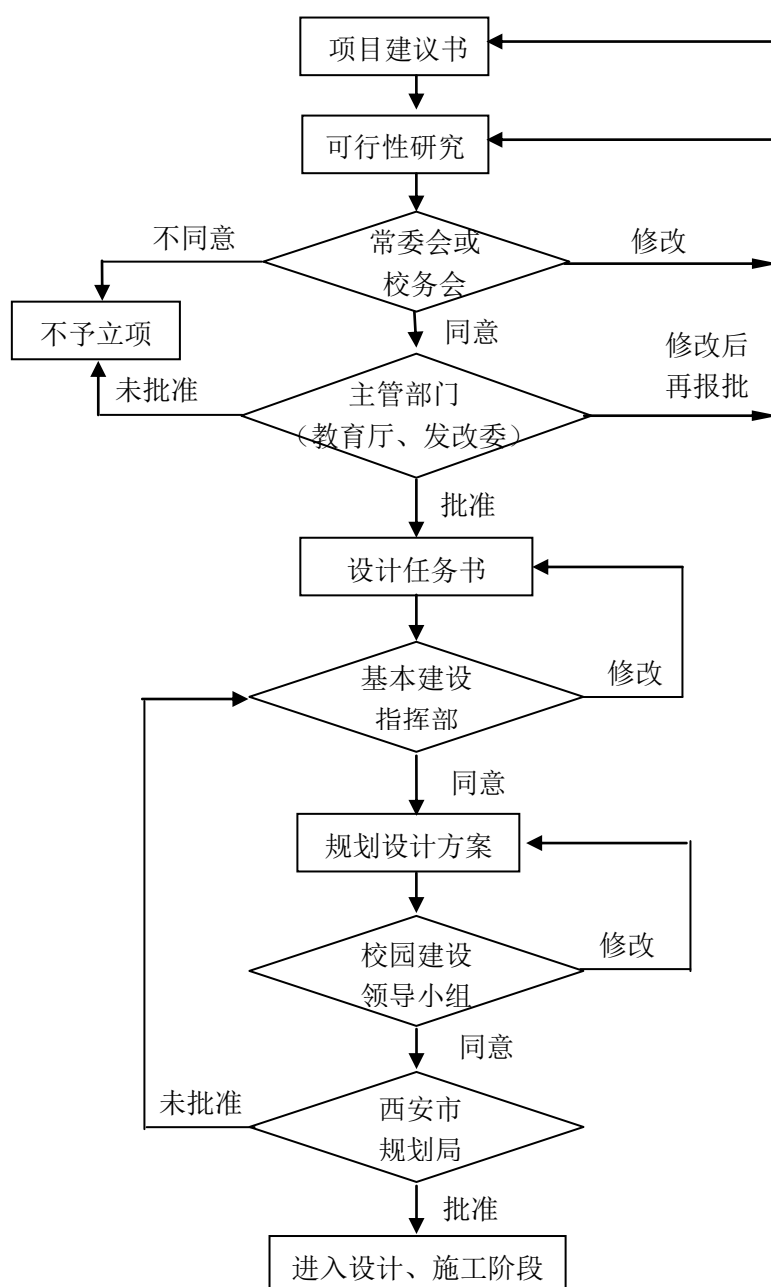 项目建议书
可行性研究
不同意
常委会或
校务会
修改
不予立项
同意
未批准
主管部门
（教育厅、发改委）
修改后
再报批
批准
设计任务书
基本建设
指挥部
修改
同意
规划设计方案
校园建设
领导小组
修改
同意
未批准
西安市
规划局
批准
进入设计、施工阶段